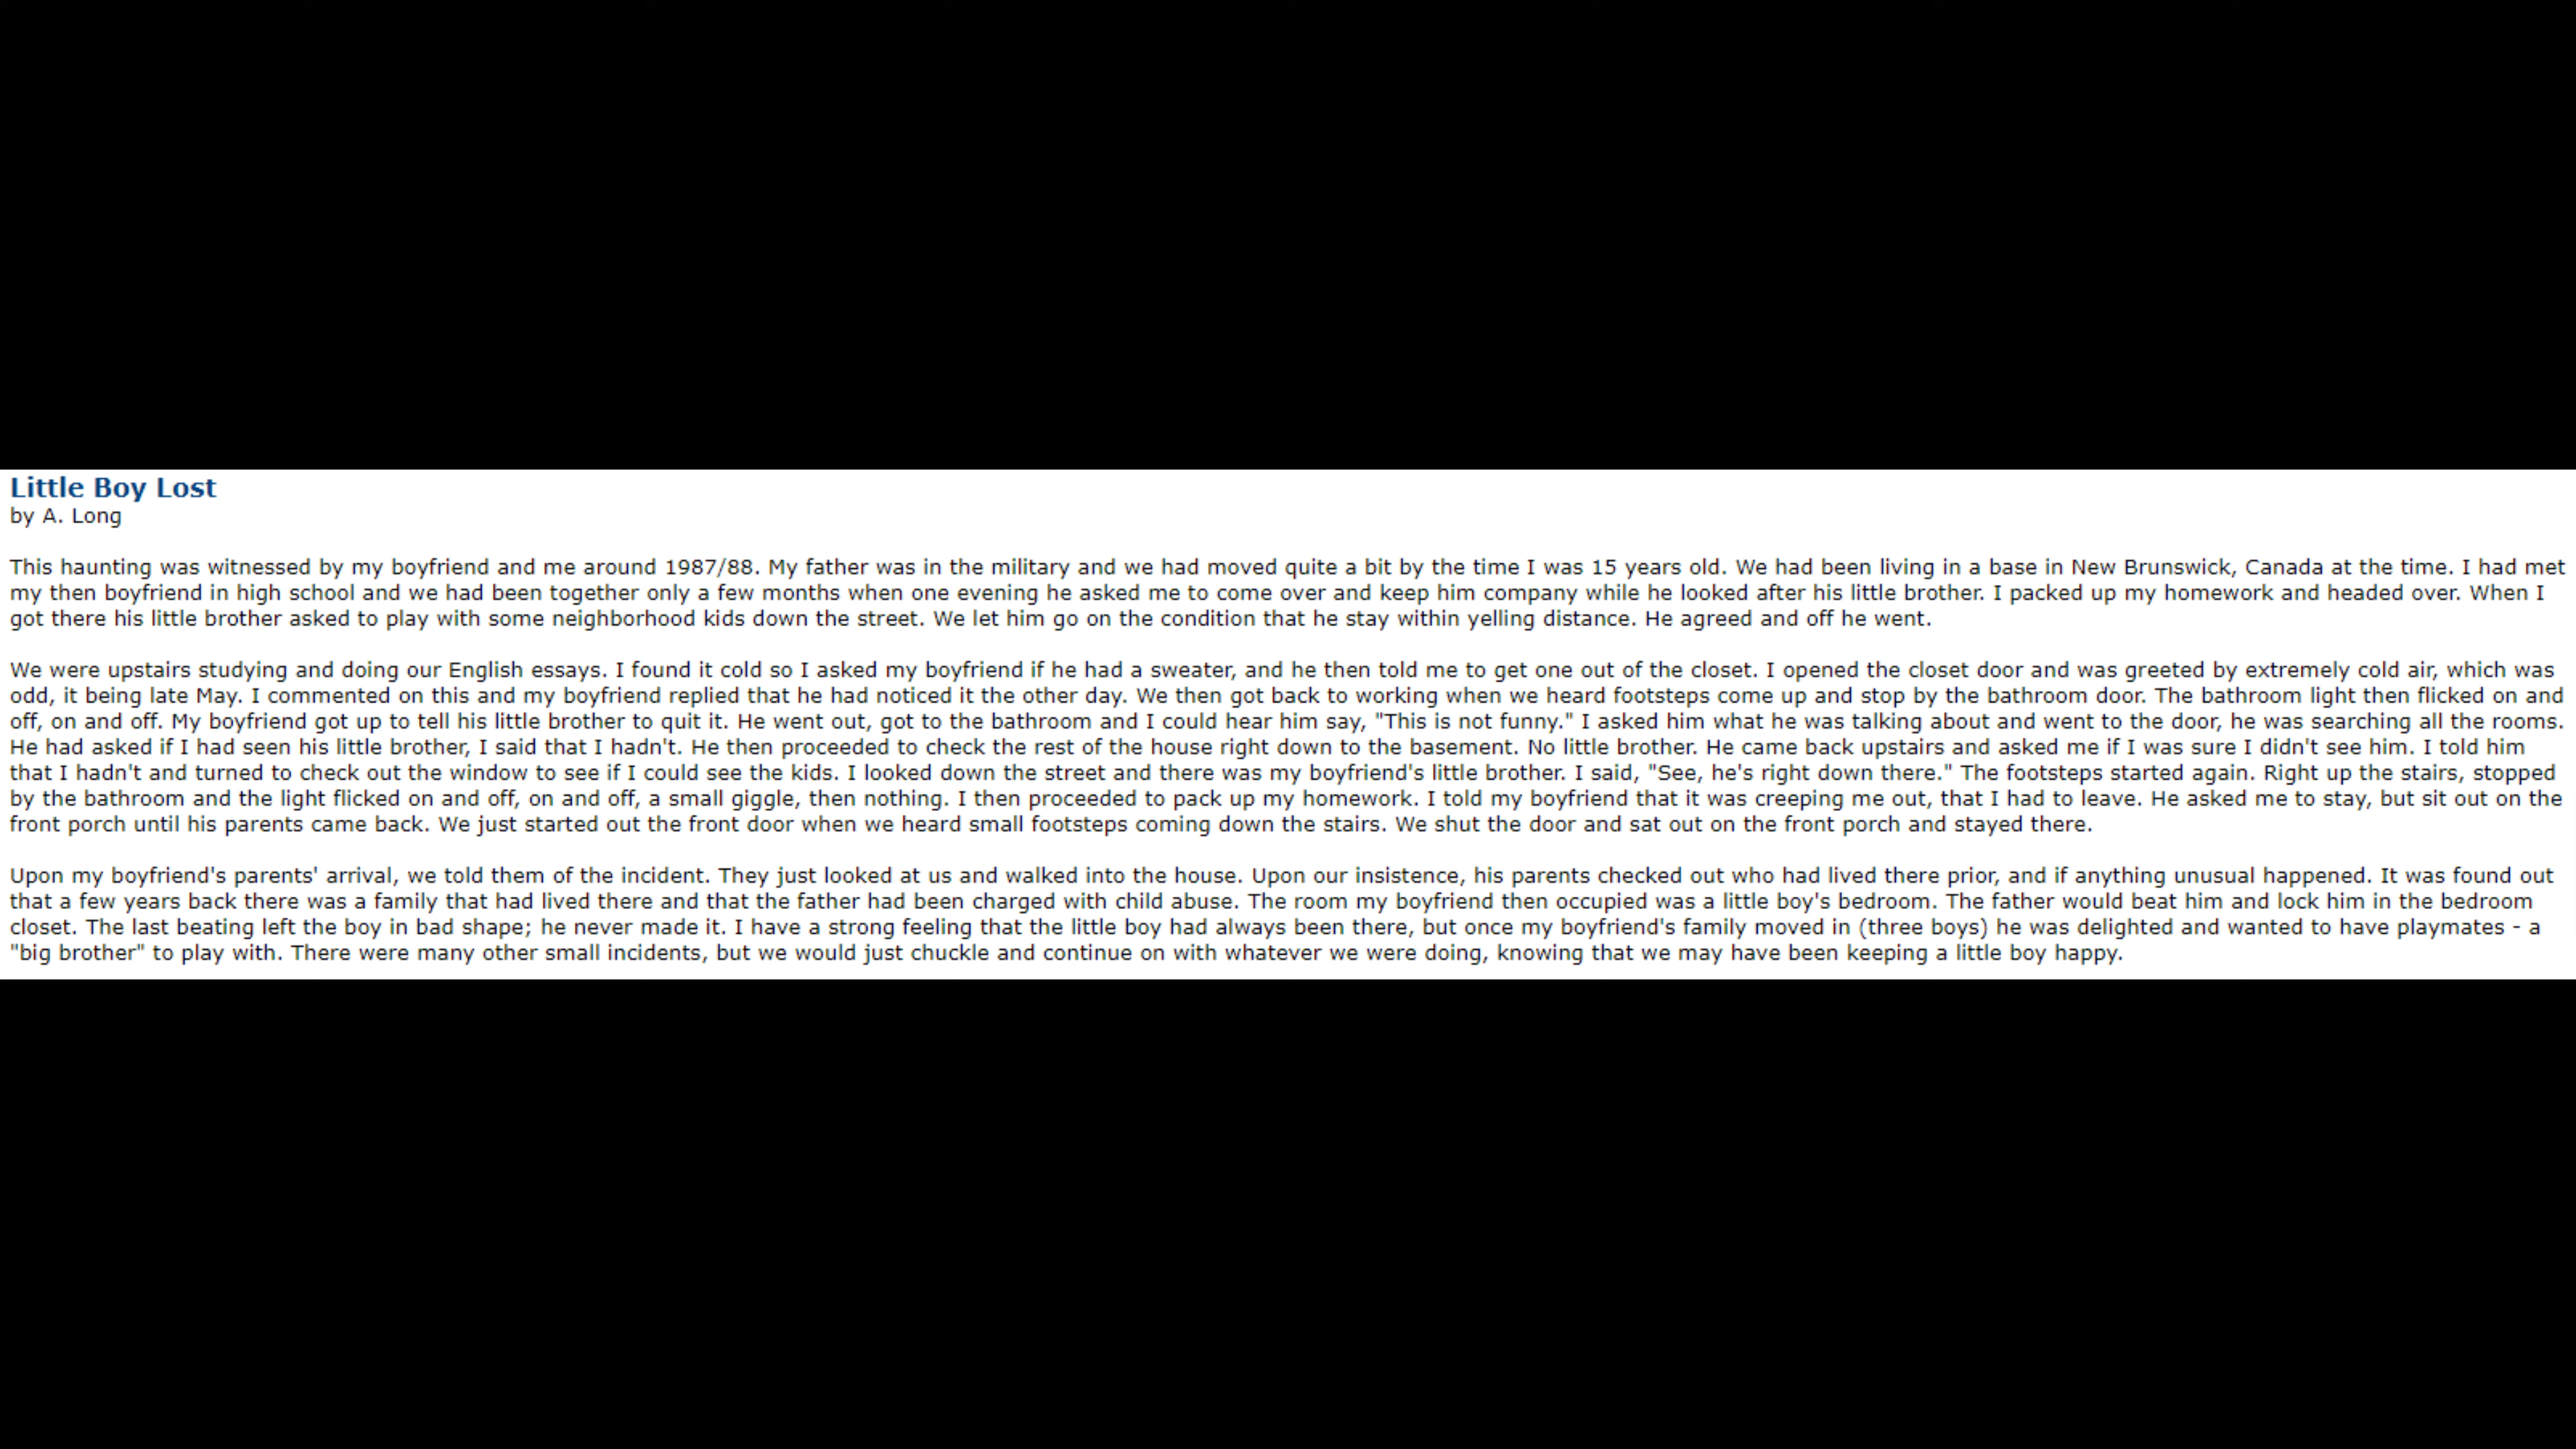 Little Boy Lost
by A. Long
This haunting was witnessed by my boyfriend and me around 1987/88. My father was in the military and we had moved quite a bit by the time I was 15 years old. We had been living in a base in New Brunswick, Canada at the time. I had met
my then boyfriend in high school and we had been together only a few months when one evening he asked me to come over and keep him company while he looked after his little brother. I packed up my homework and headed over. When I
got there his little brother asked to play with some neighborhood kids down the street. We let him go on the condition that he stay within yelling distance. He agreed and off he went.
We were upstairs studying and doing our English essays. I found it cold so I asked my boyfriend if he had a sweater, and he then told me to get one out of the closet. I opened the closet door and was greeted by extremely cold air, which was
odd, it being late May. I commented on this and my boyfriend replied that he had noticed it the other day. We then got back to working when we heard footsteps come up and stop by the bathroom door. The bathroom light then flicked on and
off, on and off. My boyfriend got up to tell his little brother to quit it. He went out, got to the bathroom and I could hear him say, "This is not funny." I asked him what he was talking about and went to the door, he was searching all the rooms.
He had asked if I had seen his little brother, I said that I hadn't. He then proceeded to check the rest of the house right down to the basement. No little brother. He came back upstairs and asked me if I was sure I didn't see him. I told him
that I hadn't and turned to check out the window to see if I could see the kids. I looked down the street and there was my boyfriend's little brother. I said, "See, he's right down there." The footsteps started again. Right up the stairs, stopped
by the bathroom and the light flicked on and off, on and off, a small giggle, then nothing. I then proceeded to pack up my homework. I told my boyfriend that it was creeping me out, that I had to leave. He asked me to stay, but sit out on the
front porch until his parents came back. We just started out the front door when we heard small footsteps coming down the stairs. We shut the door and sat out on the front porch and stayed there.
Upon my boyfriend's parents' arrival, we told them of the incident. They just looked at us and walked into the house. Upon our insistence, his parents checked out who had lived there prior, and if anything unusual happened. It was found out
that a few years back there was a family that had lived there and that the father had been charged with child abuse. The room my boyfriend then occupied was a little boy's bedroom. The father would beat him and lock him in the bedroom
closet. The last beating left the boy in bad shape; he never made it. I have a strong feeling that the little boy had always been there, but once my boyfriend's family moved in (three boys) he was delighted and wanted to have playmates - a
"big brother" to play with. There were many other small incidents, but we would just chuckle and continue on with whatever we were doing, knowing that we may have been keeping a little boy happy.